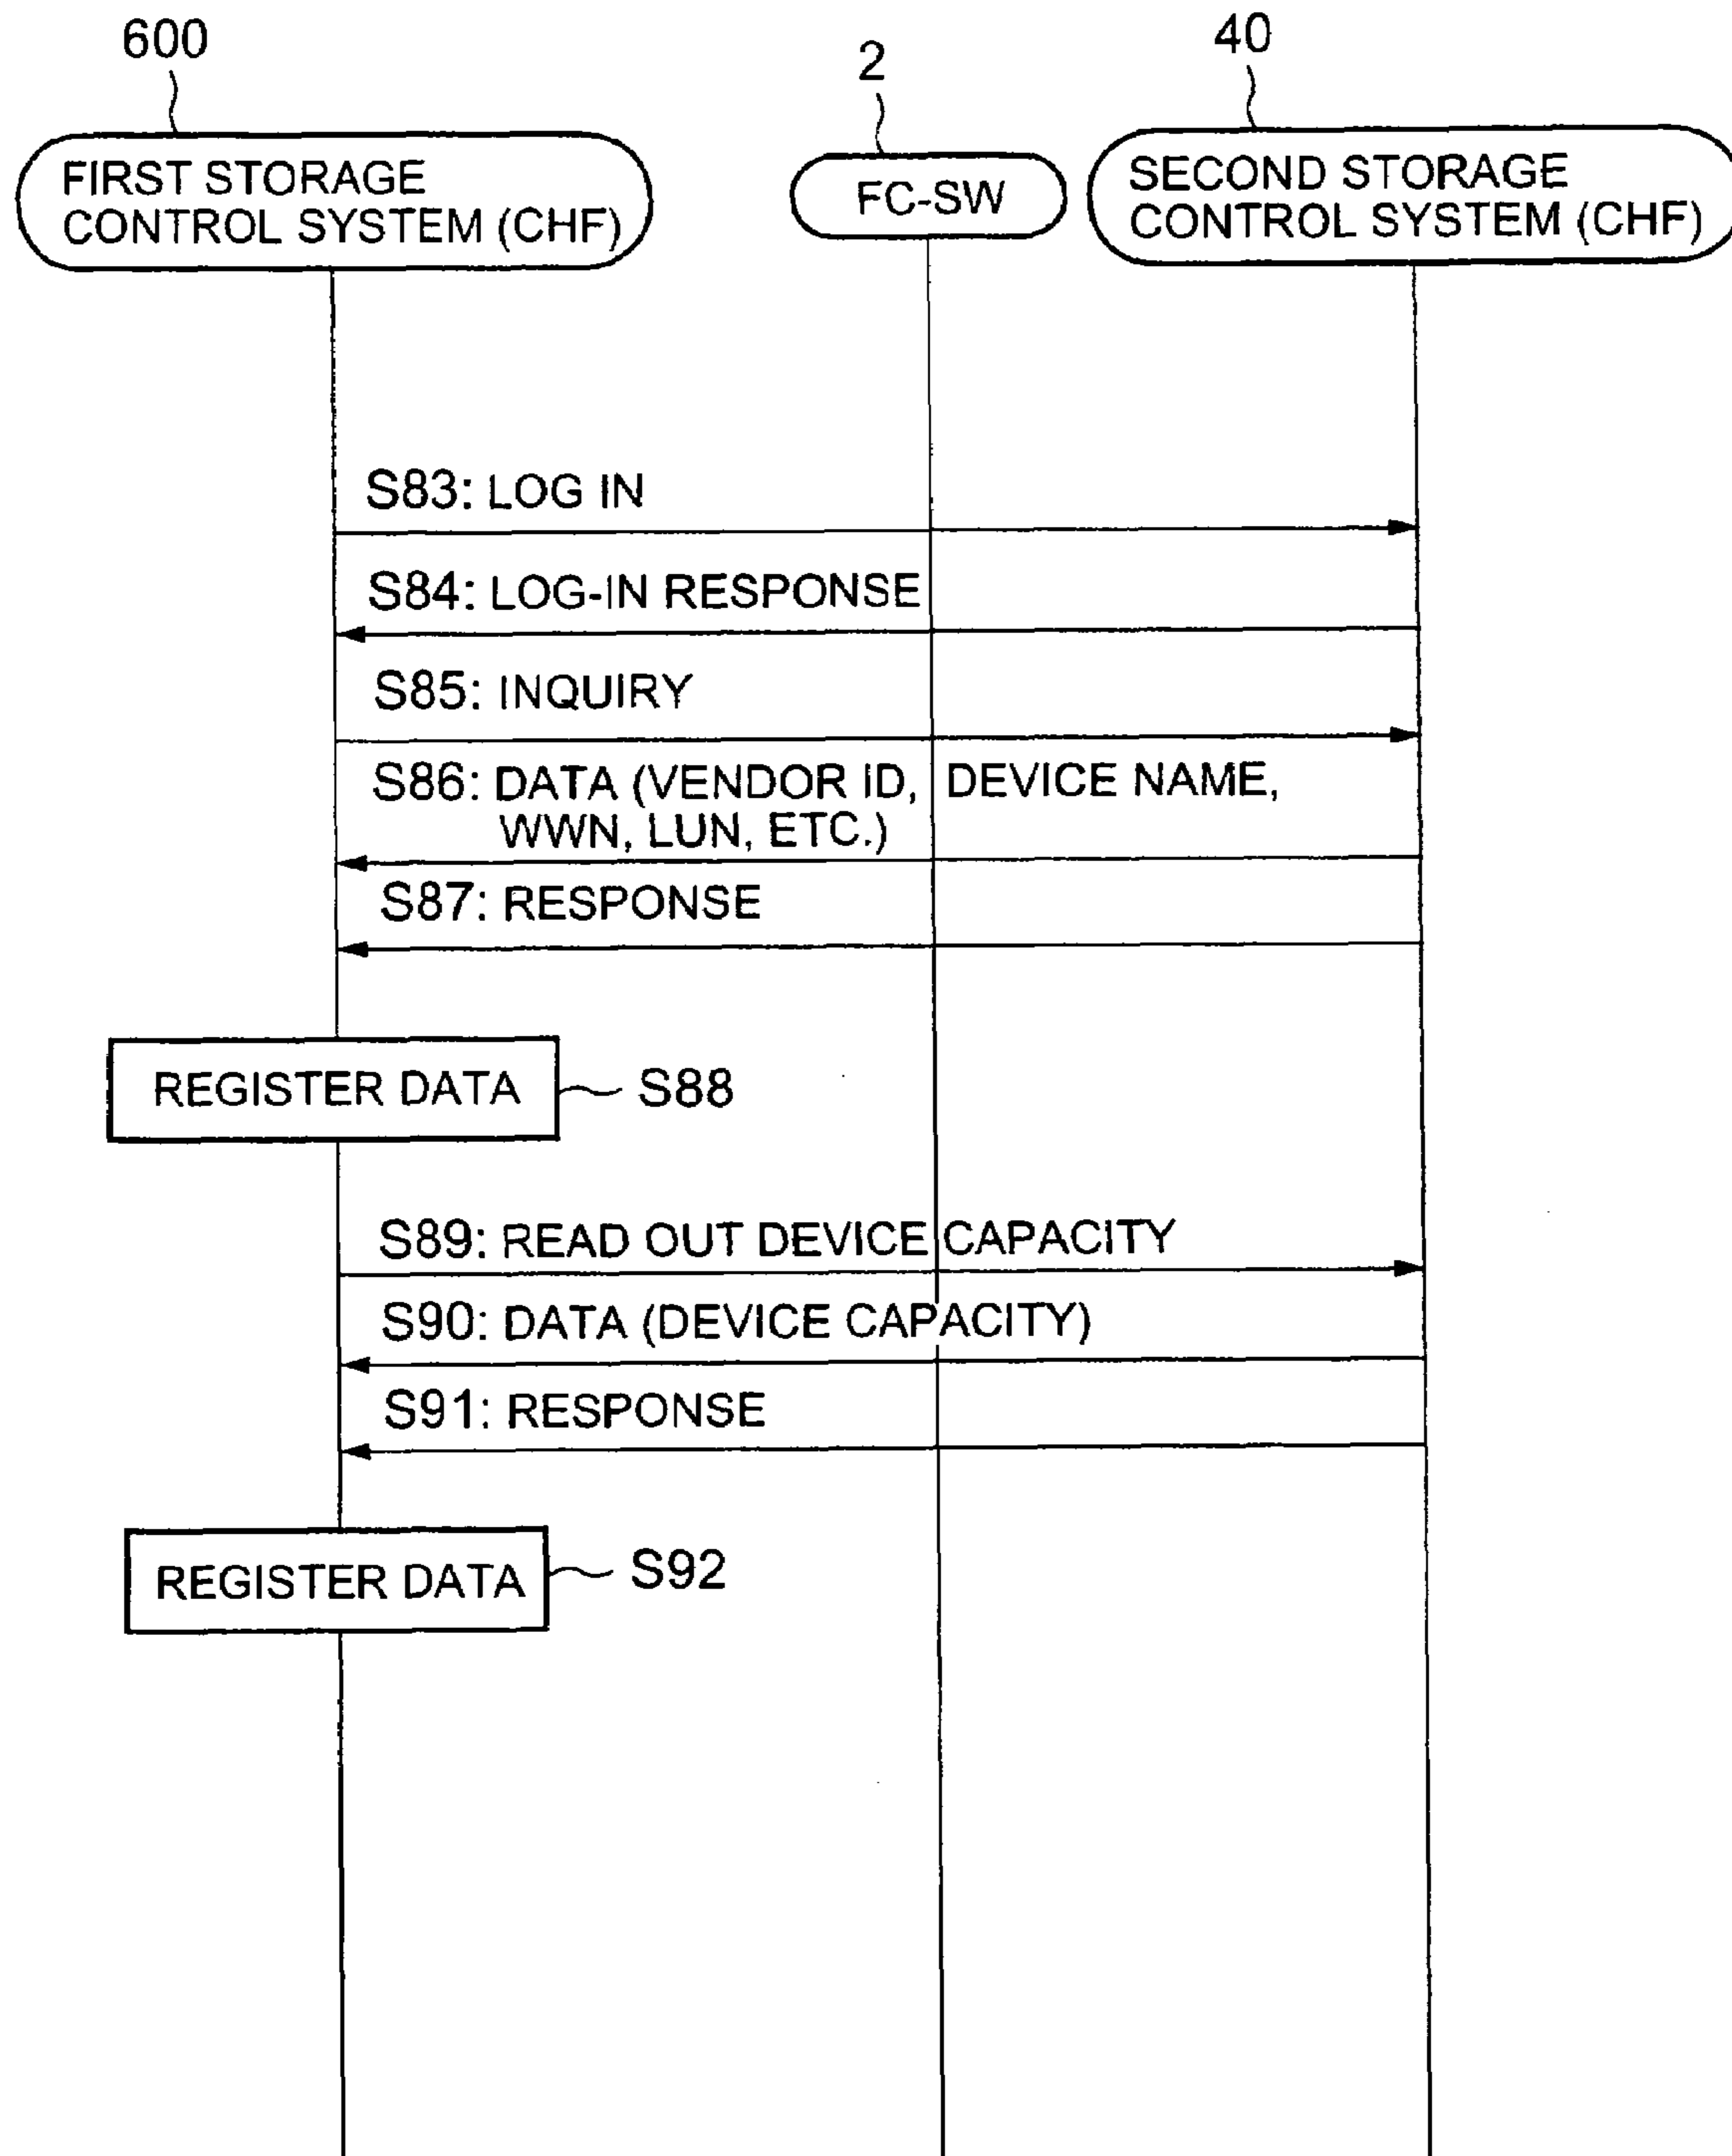 600
2
40
FIRST STORAGE
CONTROL SYSTEM (CHF)
FC-SW
SECOND STORAGE
CONTROL SYSTEM (CHF)
S83: LOG IN
S84: LOG-IN RESPONSE
S85: INQUIRY
S86: DATA (VENDOR ID, DEVICE NAME,
WWN, LUN, ETC.)
S87: RESPONSE
REGISTER DATA
S88
S89: READ OUT DEVICE CAPACITY
S90: DATA (DEVICE CAPACITY)
S91: RESPONSE
REGISTER DATA
S92